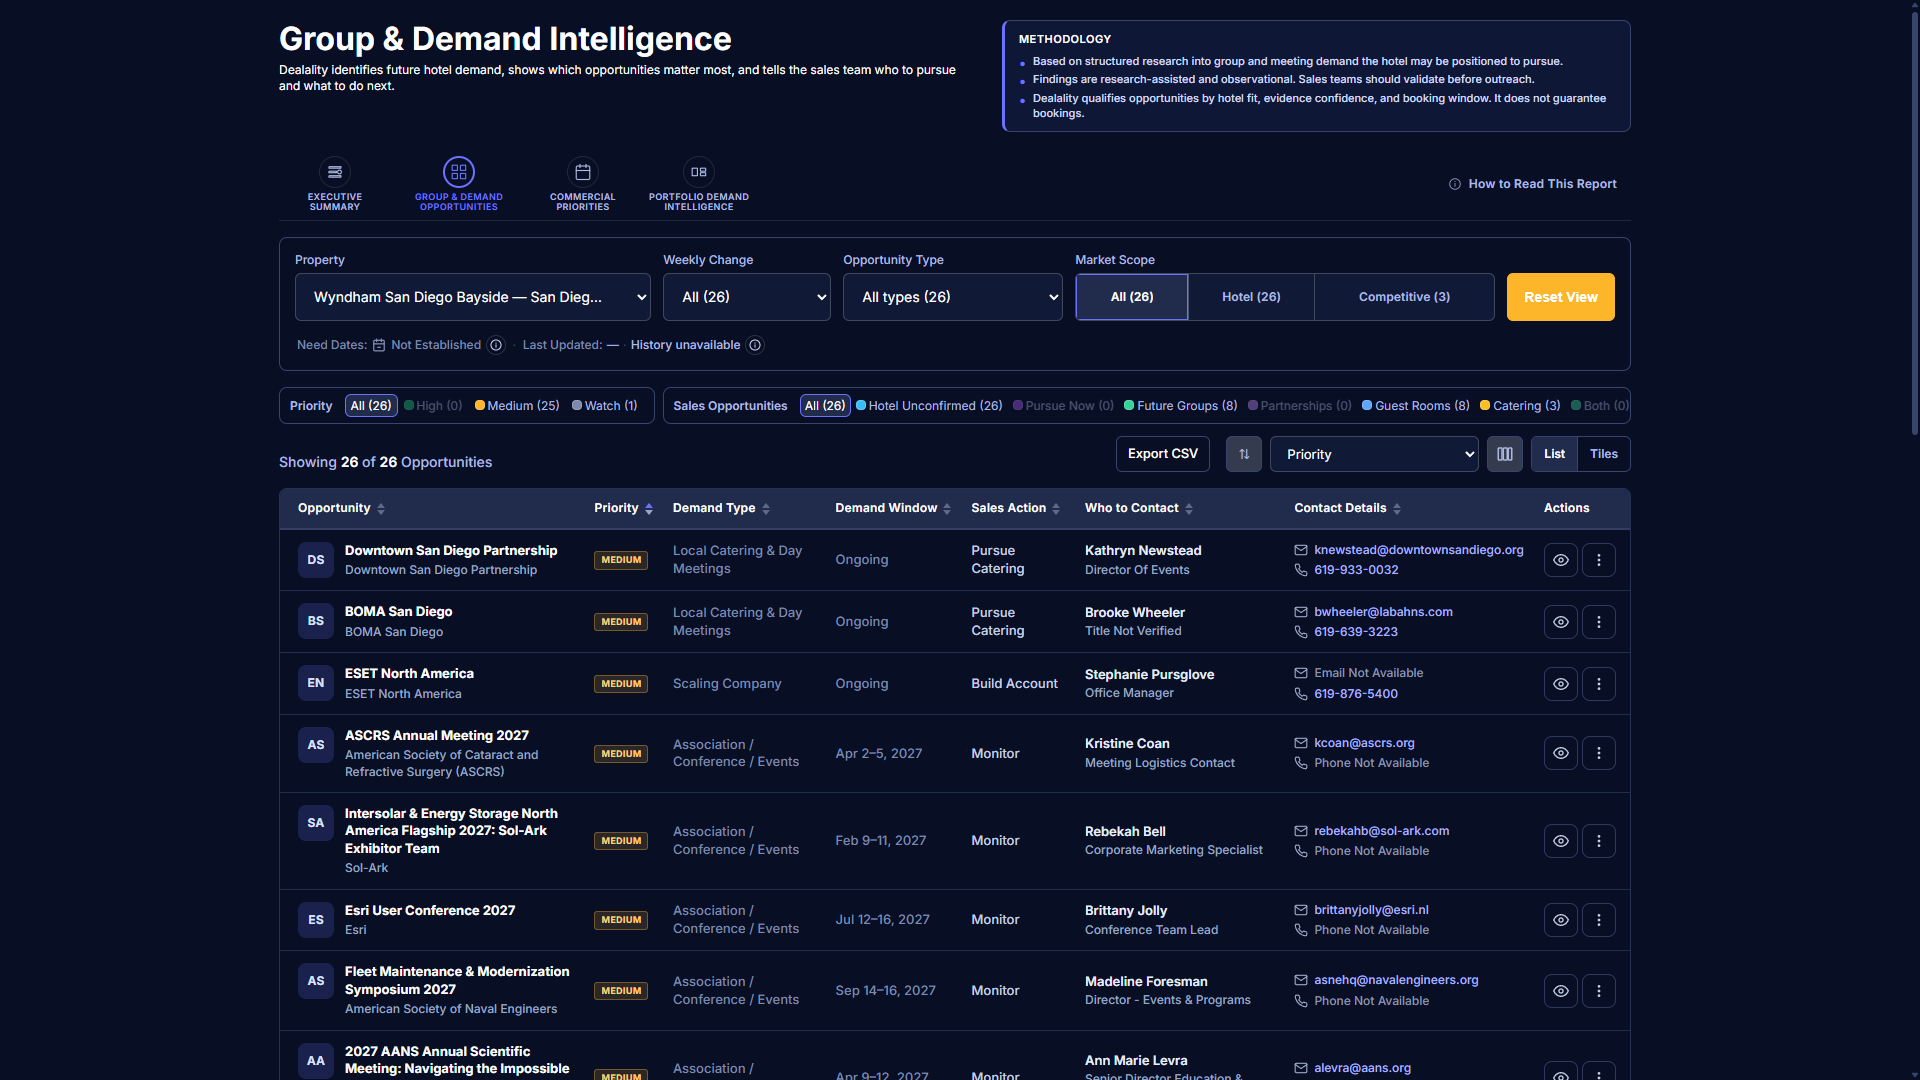 Group & Demand Intelligence
Dealality identifies future hotel demand, shows which opportunities matter most, and tells the sales team who to pursue
and what to do next.
METHODOLOGY
Based on structured research into group and meeting demand the hotel may be positioned to pursue.
Findings are research-assisted and observational. Sales teams should validate before outreach.
Dealality qualifies opportunities by hotel fit, evidence confidence, and booking window. It does not guarantee
bookings.
EXECUTIVE
SUMMARY
GROUP & DEMAND
OPPORTUNITIES
COMMERCIAL
PRIORITIES
PORTFOLIO DEMAND
INTELLIGENCE
How to Read This Report
Property
Weekly Change
Opportunity Type
Market Scope
Wyndham San Diego Bayside — San Dieg...
All (26)
All types (26)
All (26)
Hotel (26)
Competitive (3)
Reset View
Need Dates: Not Established · Last Updated: — · History unavailable
Priority All (26) High (0) Medium (25) Watch (1)
Sales Opportunities All (26) Hotel Unconfirmed (26) Pursue Now (0) Future Groups (8) Partnerships (0) Guest Rooms (8) Catering (3) Both (0)
Showing 26 of 26 Opportunities
Export CSV
Priority
List
Tiles
Opportunity
Priority
Demand Type
Demand Window
Sales Action
Who to Contact
Contact Details
Actions
DS
Downtown San Diego Partnership
Downtown San Diego Partnership
MEDIUM
Local Catering & Day
Meetings
Ongoing
Pursue
Catering
Kathryn Newstead
Director Of Events
knewstead@downtownsandiego.org
619-933-0032
BS
BOMA San Diego
BOMA San Diego
MEDIUM
Local Catering & Day
Meetings
Ongoing
Pursue
Catering
Brooke Wheeler
Title Not Verified
bwheeler@labahns.com
619-639-3223
EN
ESET North America
ESET North America
MEDIUM
Scaling Company
Ongoing
Build Account
Stephanie Pursglove
Office Manager
Email Not Available
619-876-5400
AS
ASCRS Annual Meeting 2027
American Society of Cataract and
Refractive Surgery (ASCRS)
MEDIUM
Association /
Conference / Events
Apr 2–5, 2027
Monitor
Kristine Coan
Meeting Logistics Contact
kcoan@ascrs.org
Phone Not Available
SA
Intersolar & Energy Storage North
America Flagship 2027: Sol-Ark
Exhibitor Team
Sol-Ark
MEDIUM
Association /
Conference / Events
Feb 9–11, 2027
Monitor
Rebekah Bell
Corporate Marketing Specialist
rebekahb@sol-ark.com
Phone Not Available
ES
Esri User Conference 2027
Esri
MEDIUM
Association /
Conference / Events
Jul 12–16, 2027
Monitor
Brittany Jolly
Conference Team Lead
brittanyjolly@esri.nl
Phone Not Available
AS
Fleet Maintenance & Modernization
Symposium 2027
American Society of Naval Engineers
MEDIUM
Association /
Conference / Events
Sep 14–16, 2027
Monitor
Madeline Foresman
Director - Events & Programs
asnehq@navalengineers.org
Phone Not Available
AA
2027 AANS Annual Scientific
Meeting: Navigating the Impossible
MEDIUM
Association /
Apr 9–12, 2027
Monitor
Ann Marie Levra
Senior Director Education &
alevra@aans.org